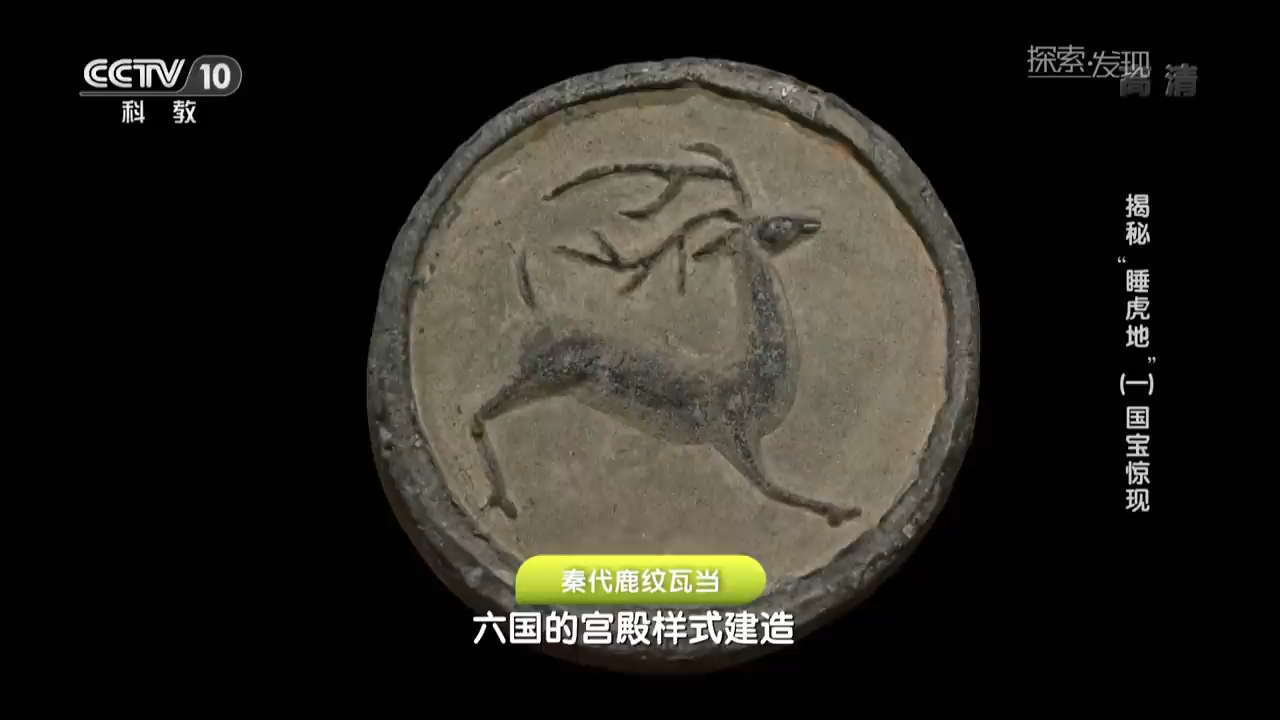 CCTV 10
科教
探索·发现
高清
揭秘“睡虎地”(一)国宝惊现
秦代鹿纹瓦当
六国的宫殿样式建造